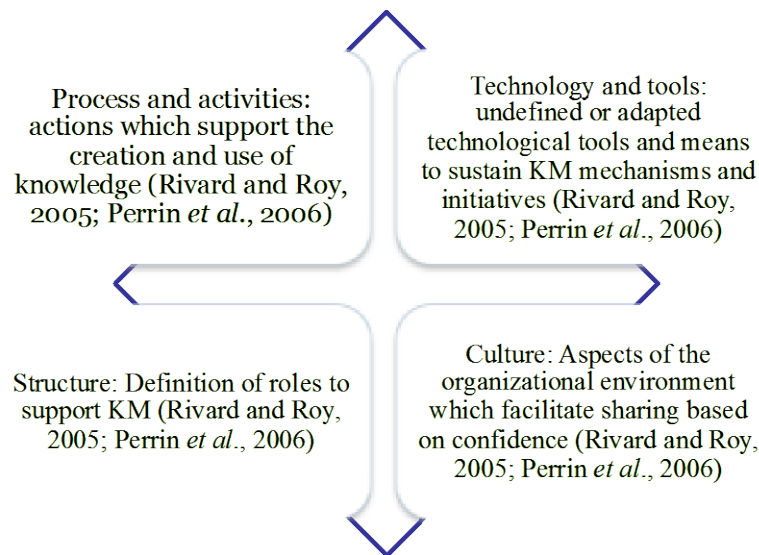 Process and activities:
actions which support the
creation and use of
knowledge (Rivard and Roy,
2005; Perrin et al., 2006)
Technology and tools:
undefined or adapted
technological tools and means
to sustain KM mechanisms and
initiatives (Rivard and Roy,
2005; Perrin et al., 2006)
Structure: Definition of roles to
support KM (Rivard and Roy,
2005; Perrin et al., 2006)
Culture: Aspects of the
organizational environment
which facilitate sharing based
on confidence (Rivard and Roy,
2005; Perrin et al., 2006)